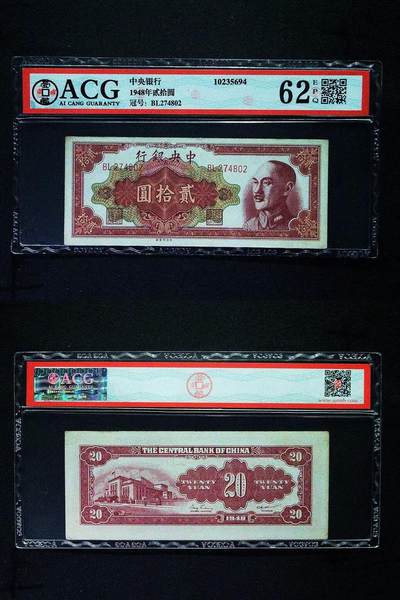 ACG
AI CANG GUARANTY
中央银行
1948年贰拾圆
冠号: BL274802
10235694
62
EPQ
行銀央中
BL274802
BL274802
圓拾貳
ACG
THE CENTRAL BANK OF CHINA
20
20
TWENTY YUAN
20
TWENTY YUAN
1948
20
20